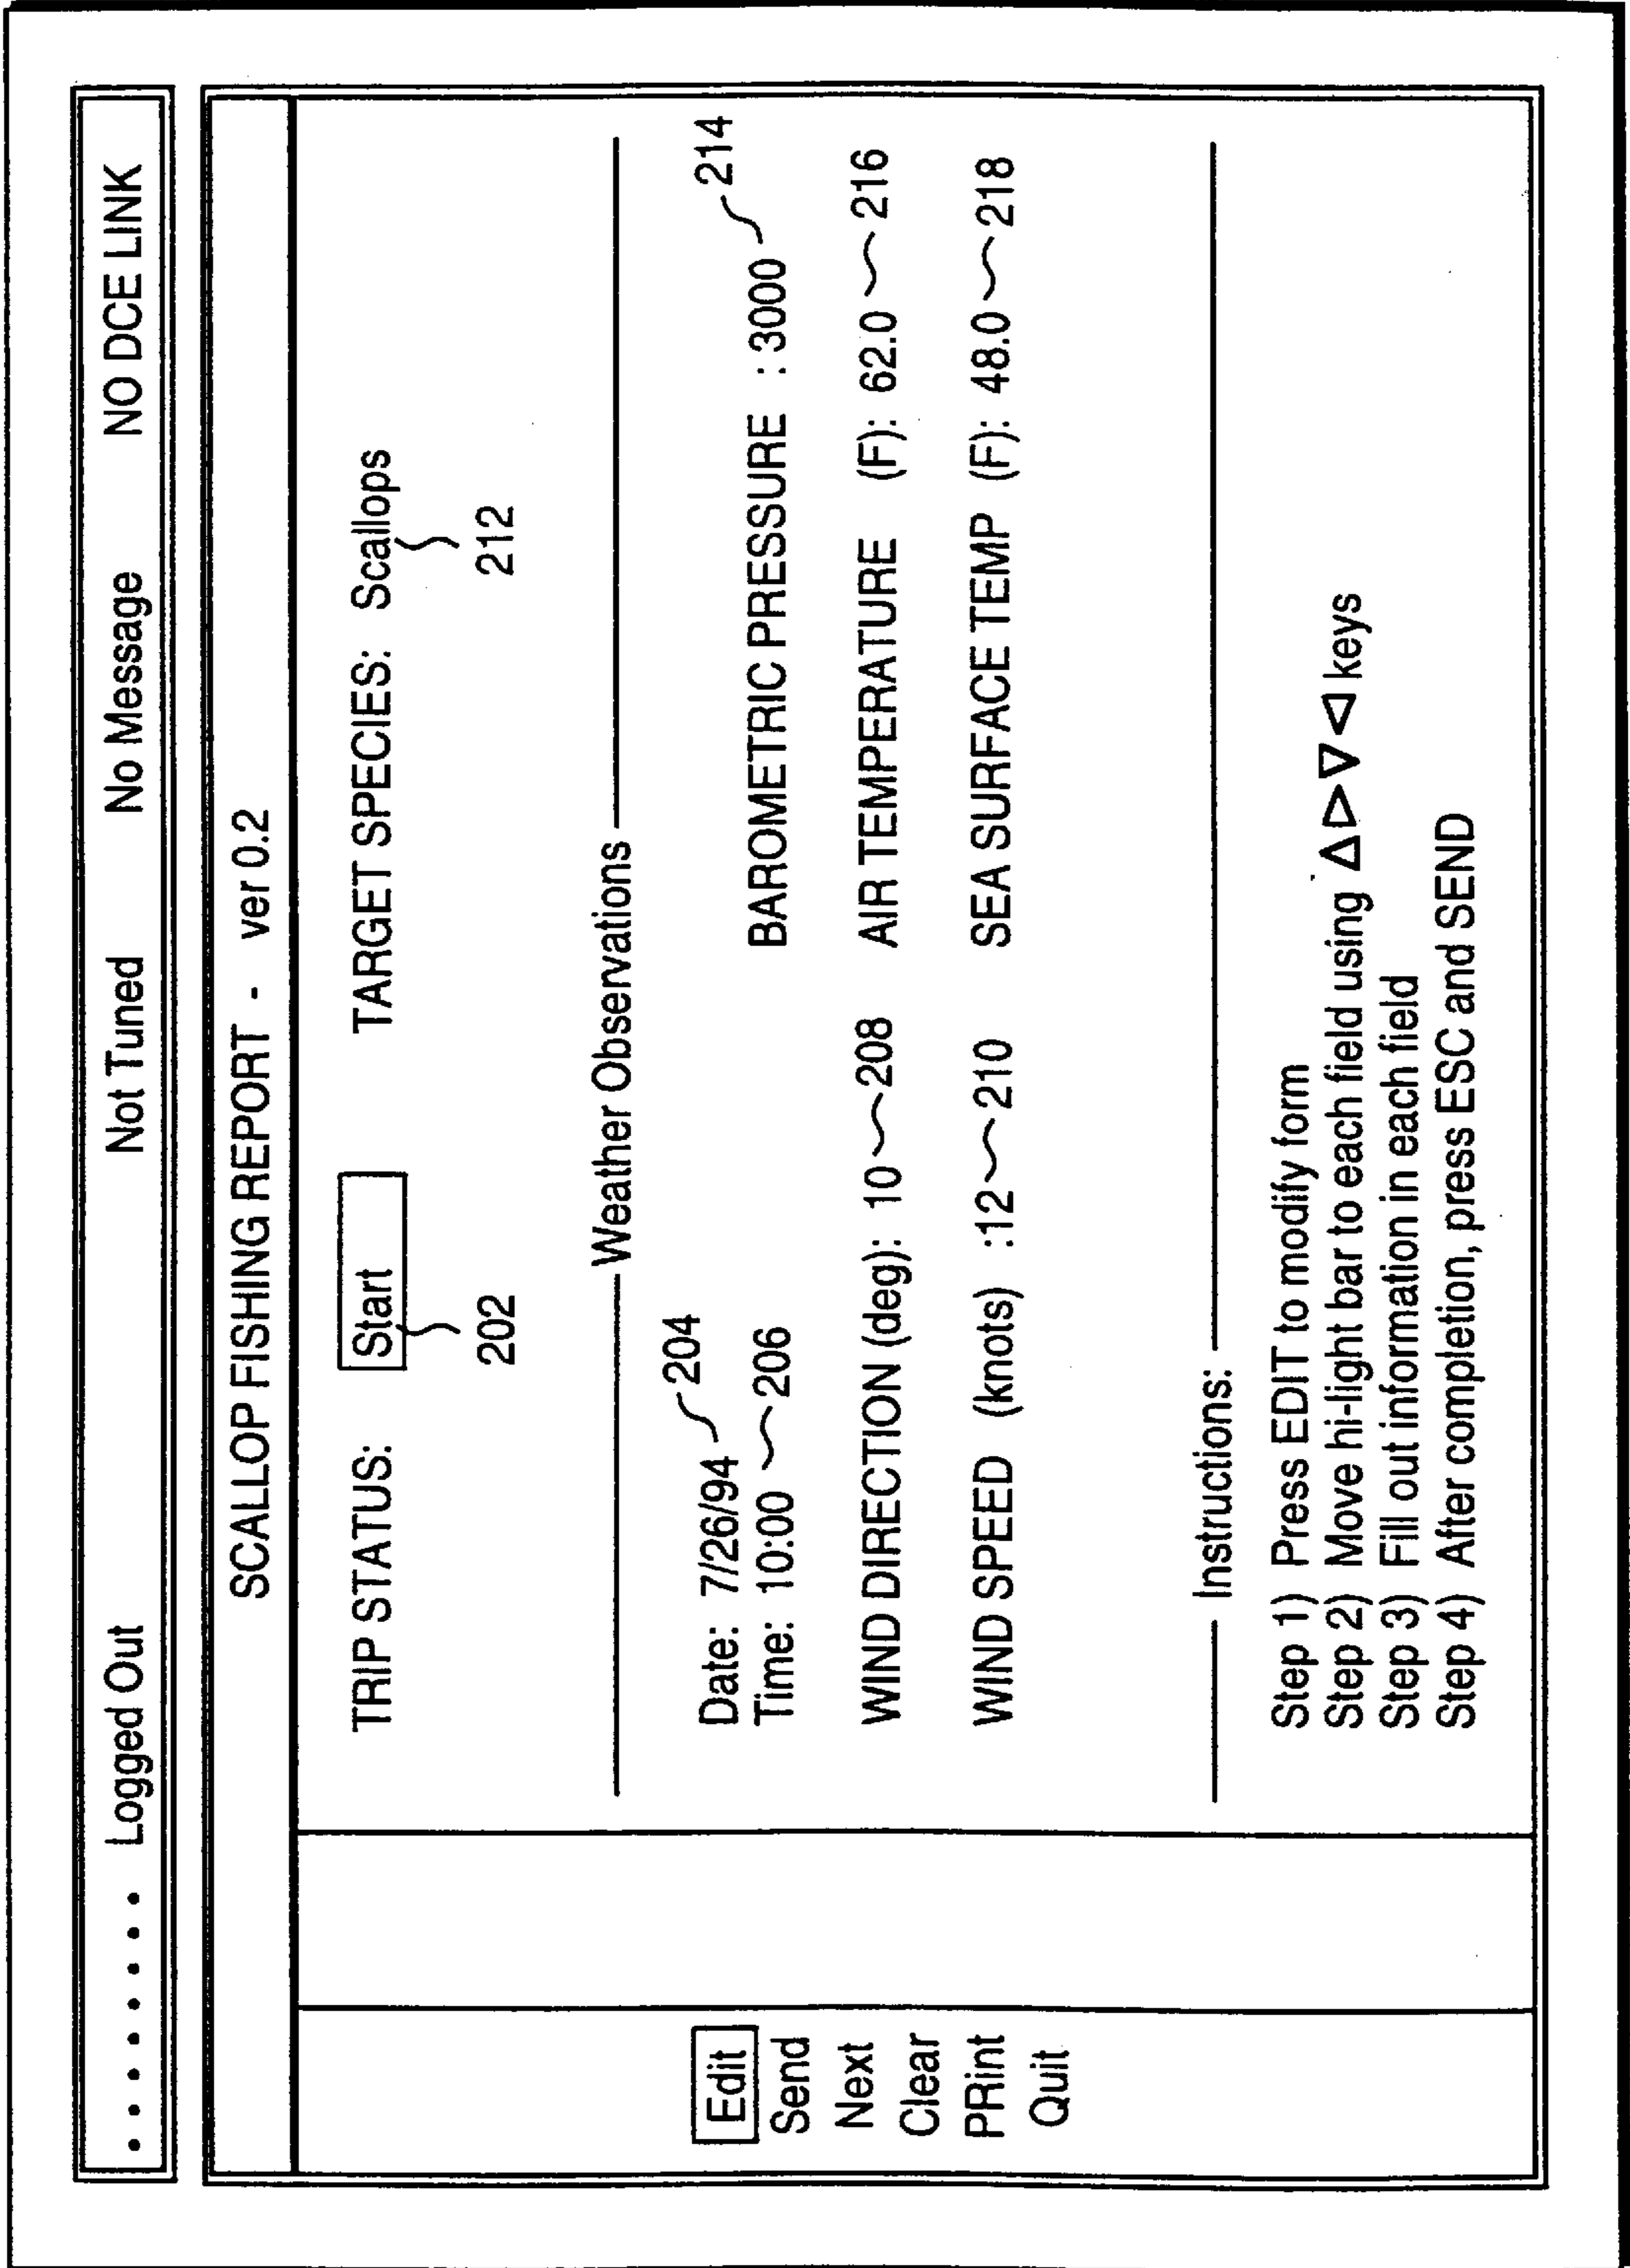 . . . . . . . . Logged Out Not Tuned No Message NO DCE LINK
SCALLOP FISHING REPORT - ver 0.2
TRIP STATUS: Start TARGET SPECIES: Scallops
202 212
Weather Observations
Date: 7/26/94 204
Time: 10:00 206 BAROMETRIC PRESSURE : 3000 214
WIND DIRECTION (deg): 10 208 AIR TEMPERATURE (F): 62.0 216
WIND SPEED (knots) :12 210 SEA SURFACE TEMP (F): 48.0 218
Edit
Send
Next
Clear
PRint
Quit
Instructions:
Step 1) Press EDIT to modify form
Step 2) Move hi-light bar to each field using Δ ▷ ∇ ◁ keys
Step 3) Fill out information in each field
Step 4) After completion, press ESC and SEND